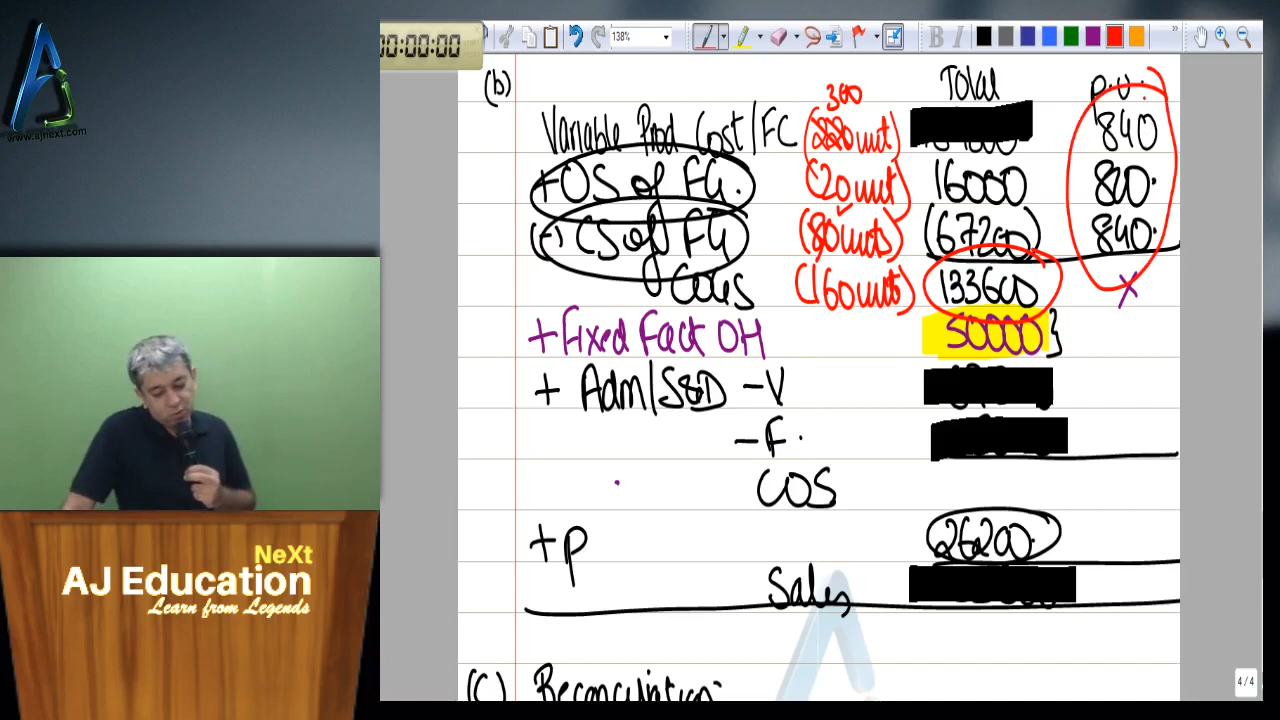 00:00:00
138%
B I
www.ajnext.com
(b) Total p.u.
300
Variable Prod Cost/FC unit) 840
+OS of FG. (20 unit 16000 800.
(-) CS of FG (80 units) (67200) 840.
COGS (160 units) 133600 X
+Fixed Fact OH 50000}
+ Adm/S&D - V
- F.
COS
+ P 26200
Sales
(C) Reconciliation:
NeXt
AJ Education
Learn from Legends
4/4